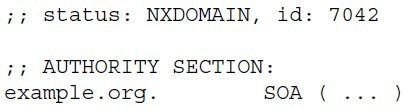 ;; status: NXDOMAIN, id: 7042
;; AUTHORITY SECTION:
example.org. SOA ( ... )